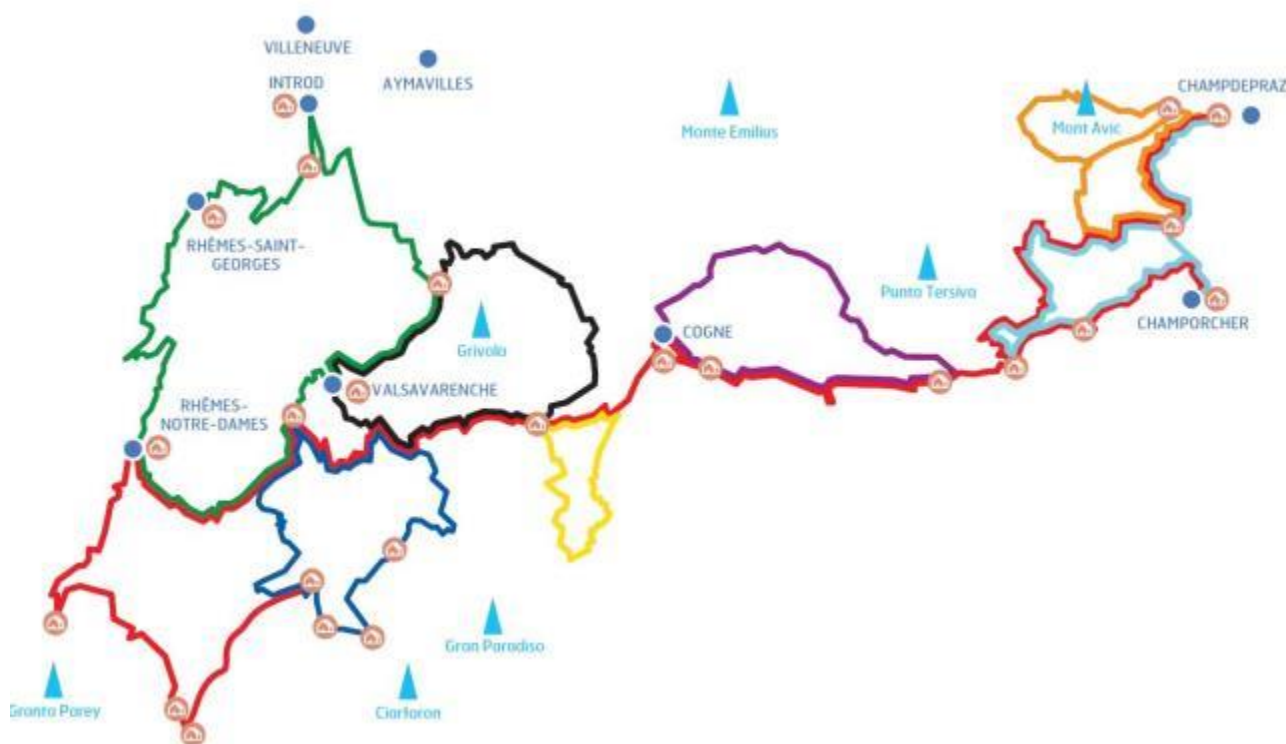 VILLENEUVE
AYMAVILLES
INTROD
CHAMPDEPRAZ
Mont Avic
Monte Emilius
RHÊMES-SAINT-
GEORGES
Punta Tersiva
CHAMPORCHER
COGNE
Grivola
VALSAVARENCHE
RHÊMES-
NOTRE-DAMES
Gran Paradiso
Granta Parey
Ciarforon